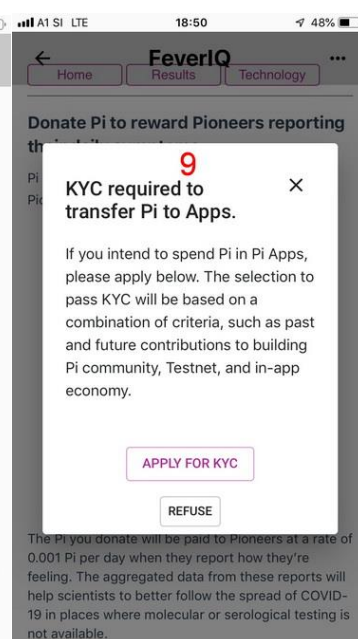 A1 SI LTE 18:50 48%
FeverIQ
Home Results Technology
Donate Pi to reward Pioneers reporting
9
KYC required to
transfer Pi to Apps.
If you intend to spend Pi in Pi Apps,
please apply below. The selection to
pass KYC will be based on a
combination of criteria, such as past
and future contributions to building
Pi community, Testnet, and in-app
economy.
APPLY FOR KYC
REFUSE
The Pi you donate will be paid to Pioneers at a rate of
0.001 Pi per day when they report how they're
feeling. The aggregated data from these reports will
help scientists to better follow the spread of COVID-
19 in places where molecular or serological testing is
not available.